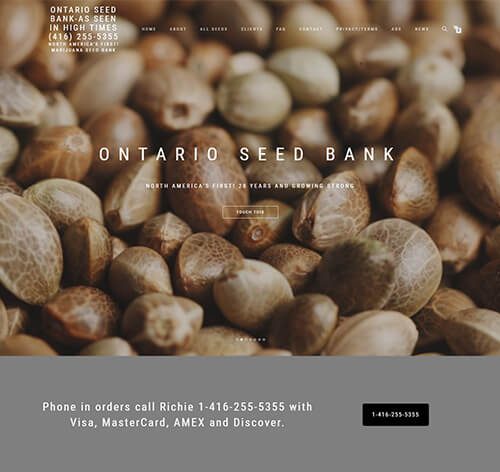 ONTARIO SEED
BANK-AS SEEN
IN HIGH TIMES
(416) 255-5355
NORTH AMERICA'S FIRST!
MARIJUANA SEED BANK
HOME ABOUT ALL SEEDS CLIENTS FAQ CONTACT PRIVACY/TERMS ADS NEWS
ONTARIO SEED BANK
NORTH AMERICA'S FIRST! 28 YEARS AND GROWING STRONG
TOUCH THIS
Phone in orders call Richie 1-416-255-5355 with
Visa, MasterCard, AMEX and Discover.
1-416-255-5355